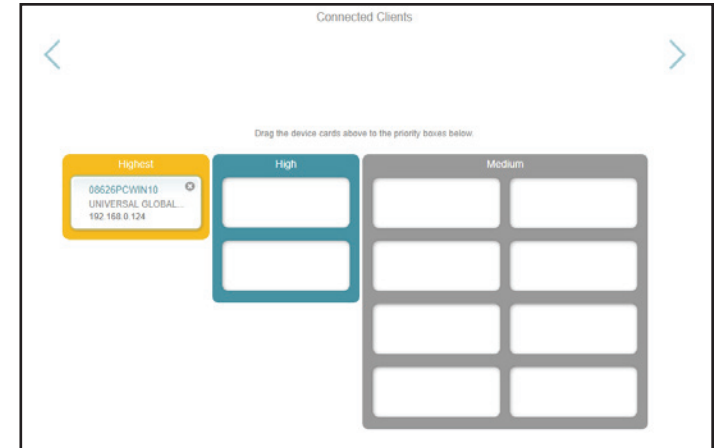 Connected Clients
Drag the device cards above to the priority boxes below.
Highest
High
Medium
08626PCWIN10
UNIVERSAL GLOBAL...
192.168.0.124